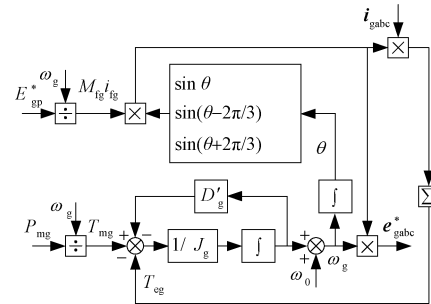 i_gabc
×
ω_g
E*_gp
÷
M_fg i_fg
×
sin θ
sin(θ−2π/3)
sin(θ+2π/3)
θ
∫
Σ
D'_g
ω_g
P_mg
÷
T_mg
+
−
−
⊗
1/ J_g
∫
+
+
⊗
ω_g
×
e*_gabc
T_eg
ω_0